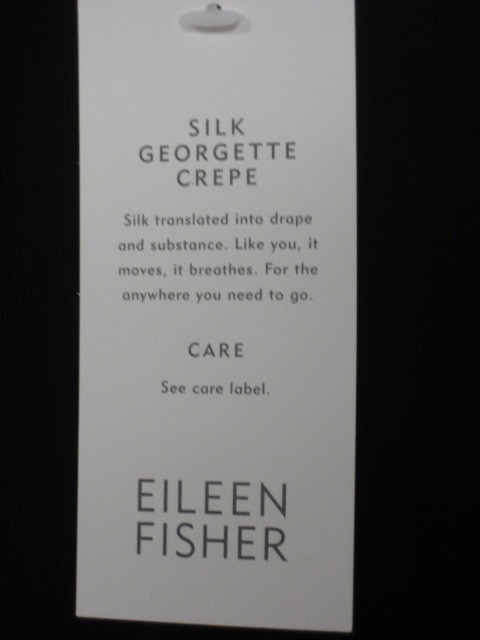 SILK
GEORGETTE
CREPE
Silk translated into drape
and substance. Like you, it
moves, it breathes. For the
anywhere you need to go.
CARE
See care label.
EILEEN
FISHER